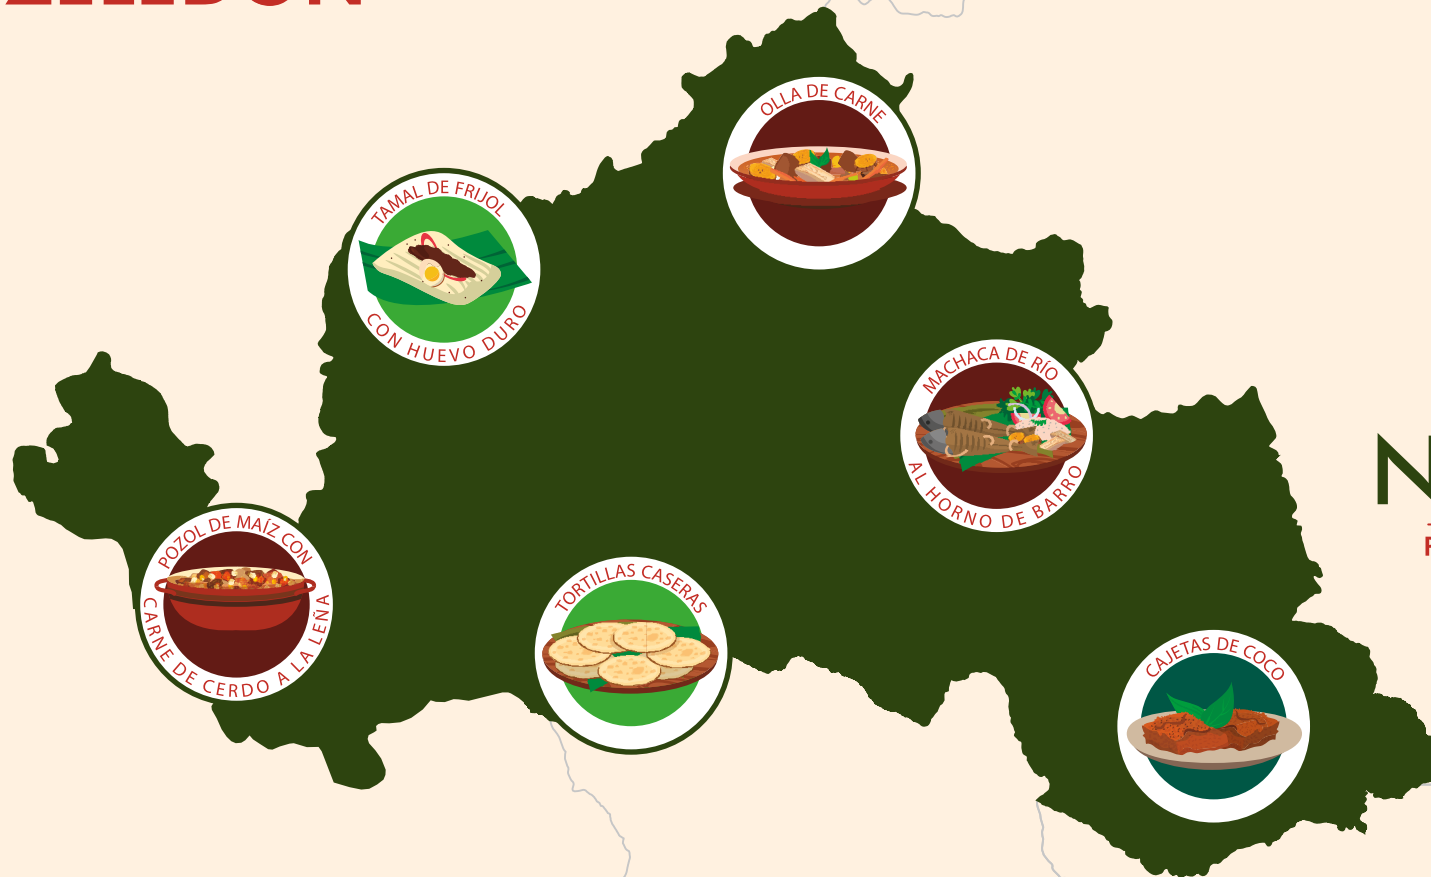 OLLA DE CARNE
TAMAL DE FRIJOL
CON HUEVO DURO
MACHACA DE RÍO
AL HORNO DE BARRO
POZOL DE MAÍZ CON
CARNE DE CERDO A LA LEÑA
TORTILLAS CASERAS
CAJETAS DE COCO